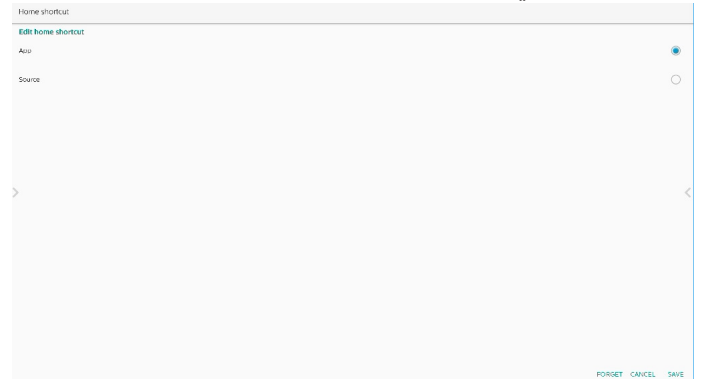 Home shortcut
Edit home shortcut
App
Source
FORGET CANCEL SAVE